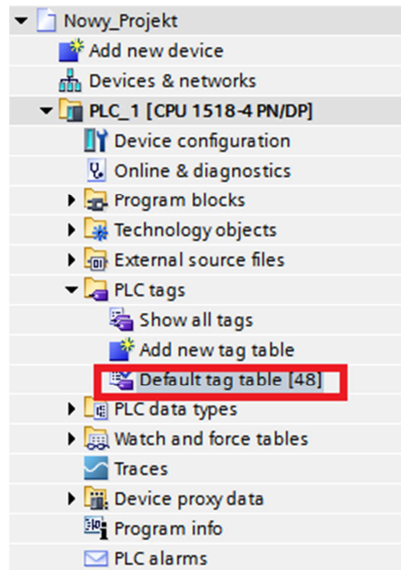 Nowy_Projekt
Add new device
Devices & networks
PLC_1 [CPU 1518-4 PN/DP]
Device configuration
Online & diagnostics
Program blocks
Technology objects
External source files
PLC tags
Show all tags
Add new tag table
Default tag table [48]
PLC data types
Watch and force tables
Traces
Device proxy data
Program info
PLC alarms